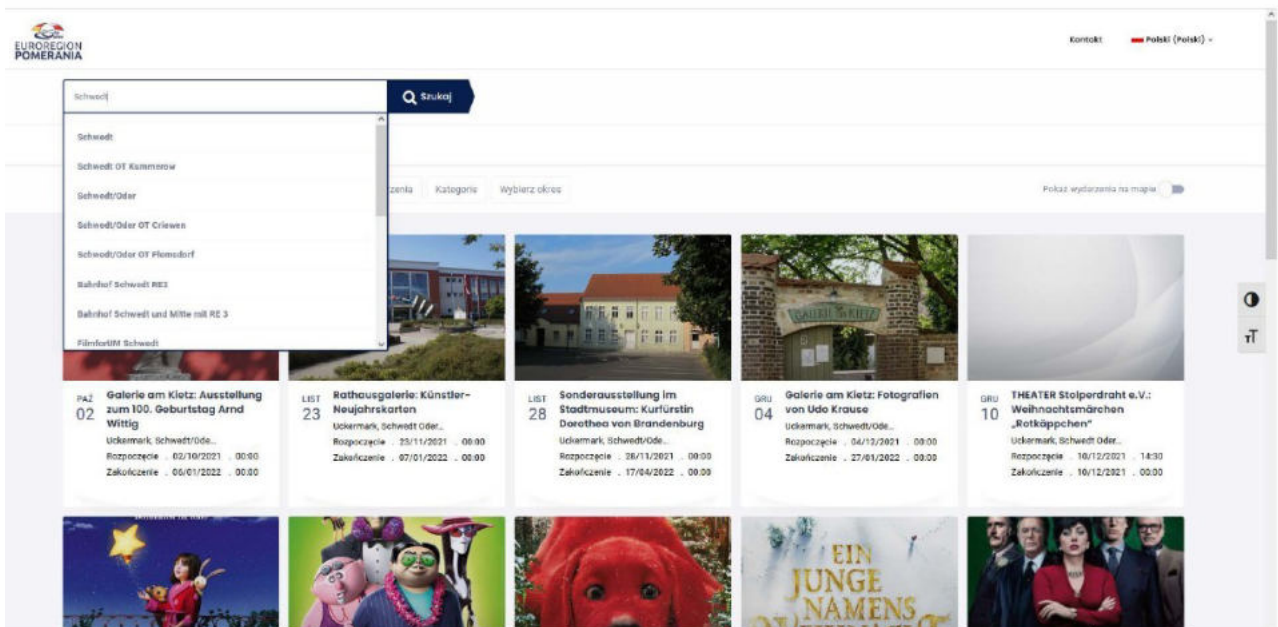 EUROREGION
POMERANIA
Kontakt
Polski (Polski)
Schwedt
Szukaj
Schwedt
Schwedt OT Kummerow
Schwedt/Oder
Schwedt/Oder OT Criewen
Schwedt/Oder OT Flemsdorf
Bahnhof Schwedt RE3
Bahnhof Schwedt und Mitte mit RE 3
FilmforUM Schwedt
Kategorie
Wybierz okres
Pokaż wydarzenia na mapie
GALERIE am KIETZ
PAŹ
02
Galerie am Kietz: Ausstellung
zum 100. Geburtstag Arnd
Wittig
Uckermark, Schwedt/Ode...
Rozpoczęcie . 02/10/2021 . 00:00
Zakończenie . 06/01/2022 . 00:00
LIST
23
Rathausgalerie: Künstler-
Neujahrskarten
Uckermark, Schwedt Oder...
Rozpoczęcie . 23/11/2021 . 00:00
Zakończenie . 07/01/2022 . 00:00
LIST
28
Sonderausstellung im
Stadtmuseum: Kurfürstin
Dorothea von Brandenburg
Uckermark, Schwedt/Ode...
Rozpoczęcie . 28/11/2021 . 00:00
Zakończenie . 17/04/2022 . 00:00
GRU
04
Galerie am Kietz: Fotografien
von Udo Krause
Uckermark, Schwedt/Ode...
Rozpoczęcie . 04/12/2021 . 00:00
Zakończenie . 27/01/2022 . 00:00
GRU
10
THEATER Stolperdraht e.V.:
Weihnachtsmärchen
„Rotkäppchen“
Uckermark, Schwedt Oder...
Rozpoczęcie . 10/12/2021 . 14:30
Zakończenie . 10/12/2021 . 00:00
EIN
JUNGE
NAMENS